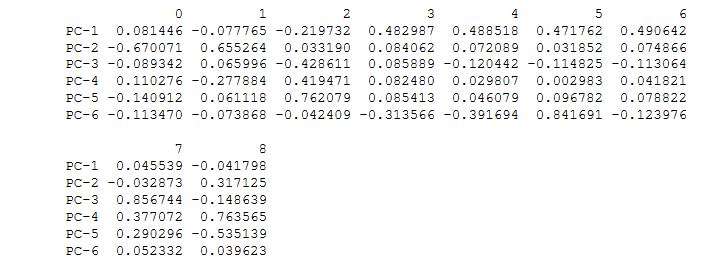 0 1 2 3 4 5 6
PC-1 0.081446 -0.077765 -0.219732 0.482987 0.488518 0.471762 0.490642
PC-2 -0.670071 0.655264 0.033190 0.084062 0.072089 0.031852 0.074866
PC-3 -0.089342 0.065996 -0.428611 0.085889 -0.120442 -0.114825 -0.113064
PC-4 0.110276 -0.277884 0.419471 0.082480 0.029807 0.002983 0.041821
PC-5 -0.140912 0.061118 0.762079 0.085413 0.046079 0.096782 0.078822
PC-6 -0.113470 -0.073868 -0.042409 -0.313566 -0.391694 0.841691 -0.123976
7 8
PC-1 0.045539 -0.041798
PC-2 -0.032873 0.317125
PC-3 0.856744 -0.148639
PC-4 0.377072 0.763565
PC-5 0.290296 -0.535139
PC-6 0.052332 0.039623